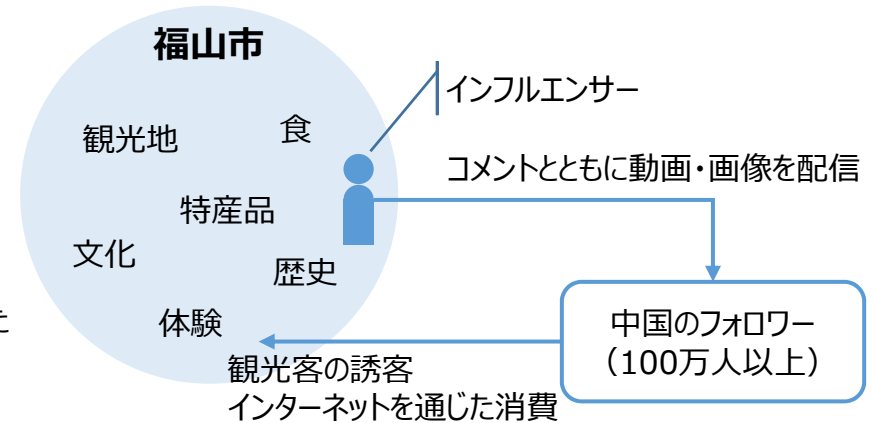 福山市
インフルエンサー
観光地
食
コメントとともに動画・画像を配信
特産品
文化
歴史
体験
中国のフォロワー
（100万人以上）
観光客の誘客
インターネットを通じた消費